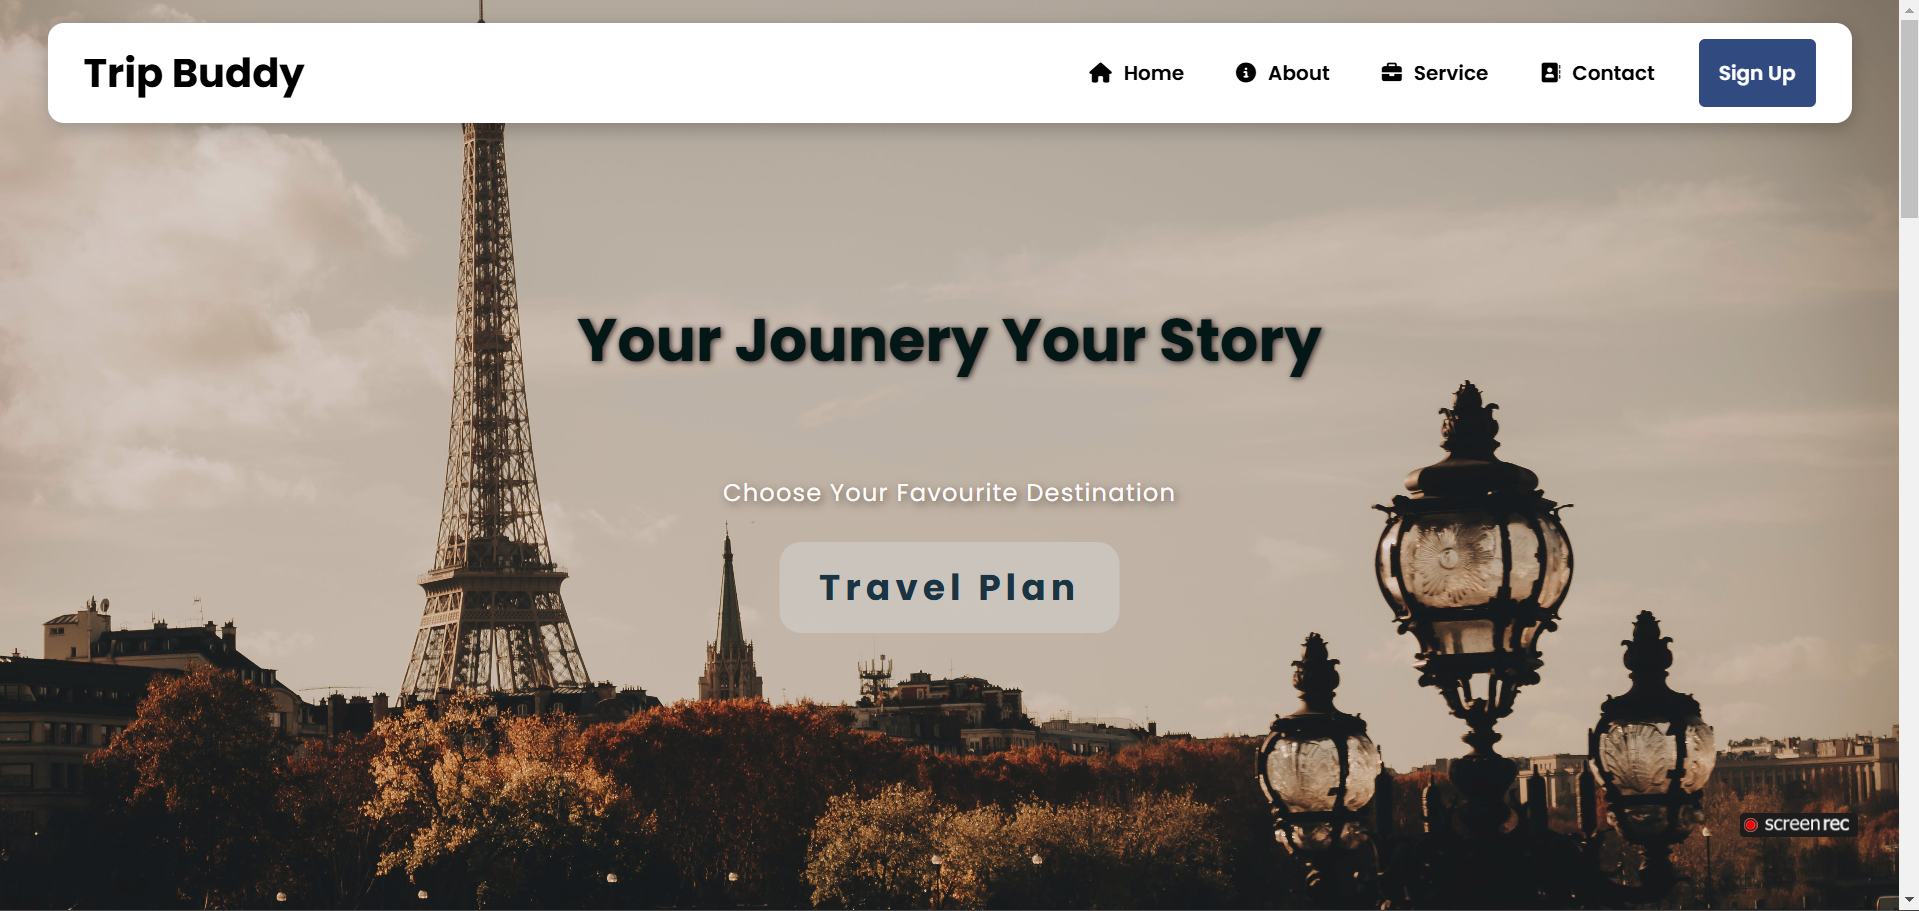 Trip Buddy
Home About Service Contact Sign Up
Your Jounery Your Story
Choose Your Favourite Destination
Travel Plan
screenrec